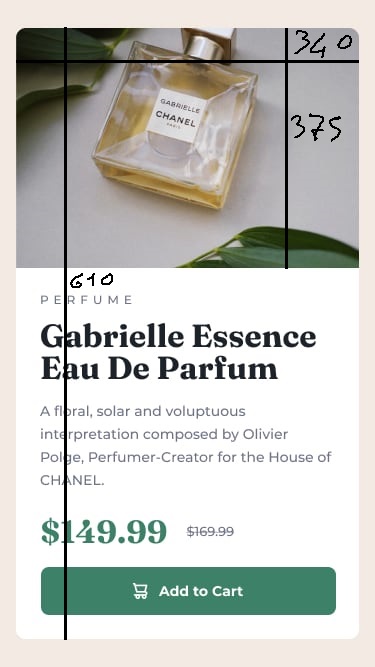 340
GABRIELLE
CHANEL
PARIS
375
610
PERFUME
Gabrielle Essence
Eau De Parfum
A floral, solar and voluptuous
interpretation composed by Olivier
Polge, Perfumer-Creator for the House of
CHANEL.
$149.99 $169.99
Add to Cart